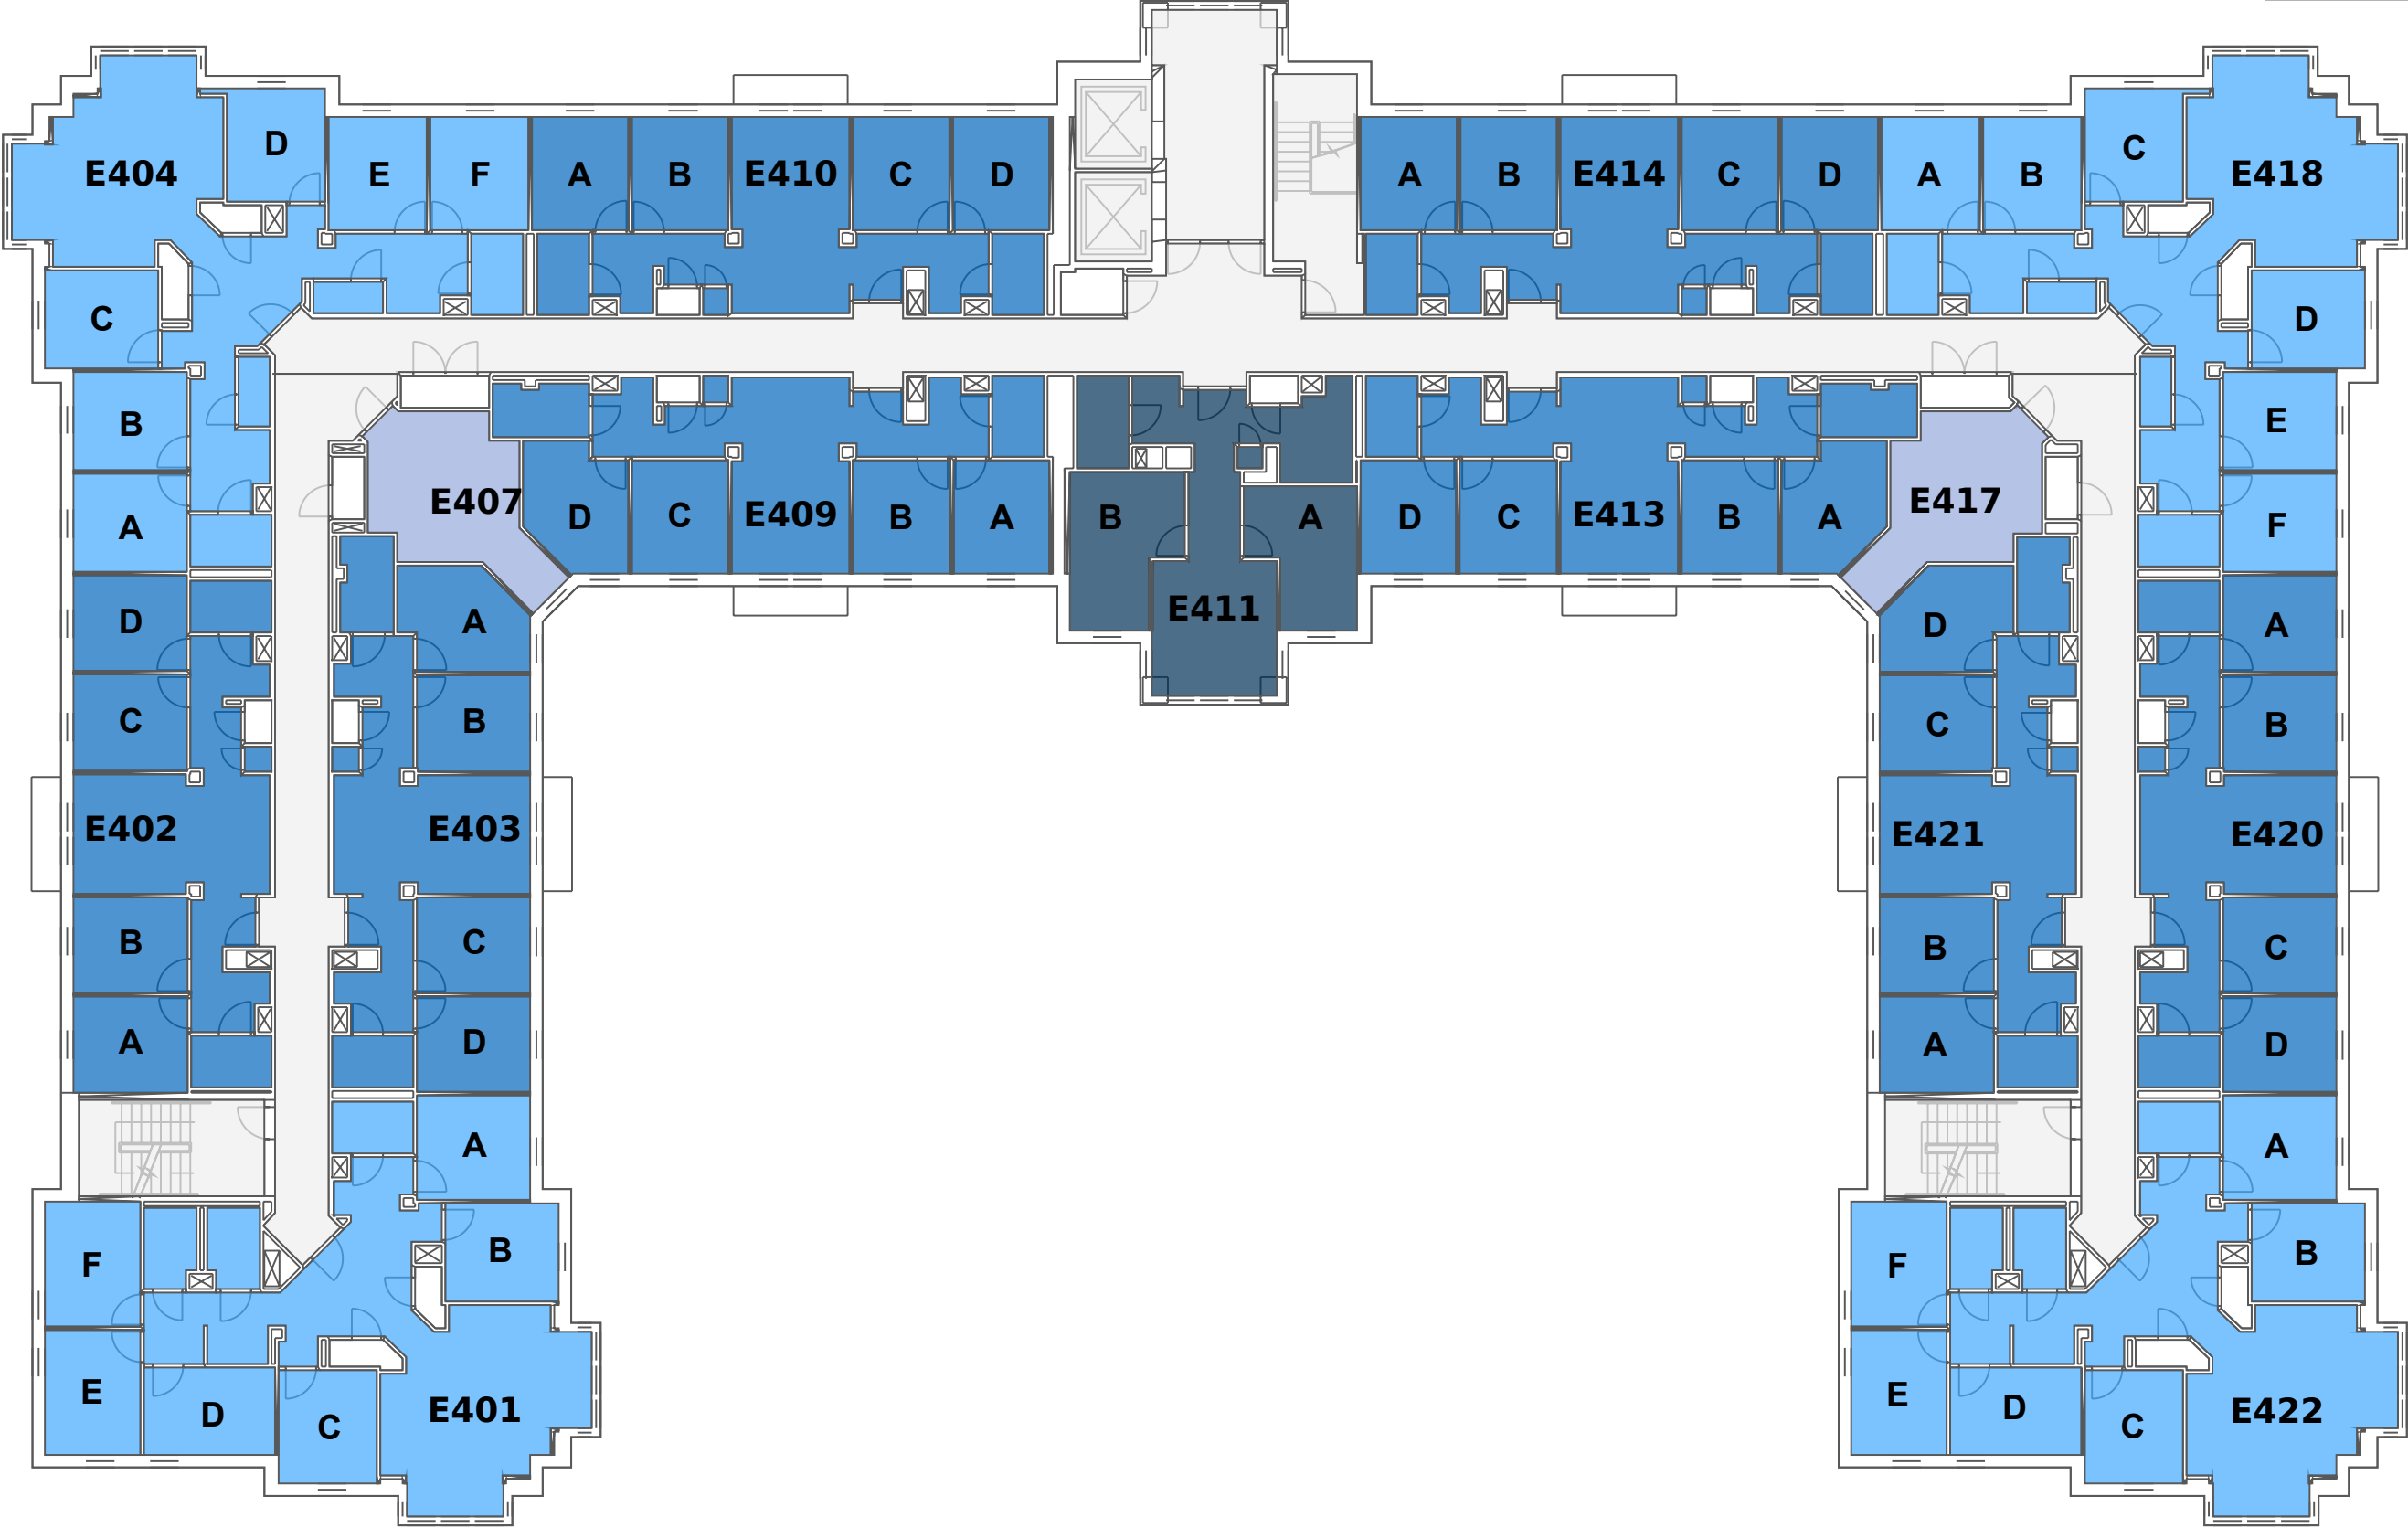 E404 D E F A B E410 C D A B E414 C D A B C E418
C D
B E
A E407 D C E409 B A B A D C E413 B A E417 F
E411
D A D A
C B C B
E402 E403 E421 E420
B C B C
A D A D
A A
F B F B
E D C E401 E D C E422